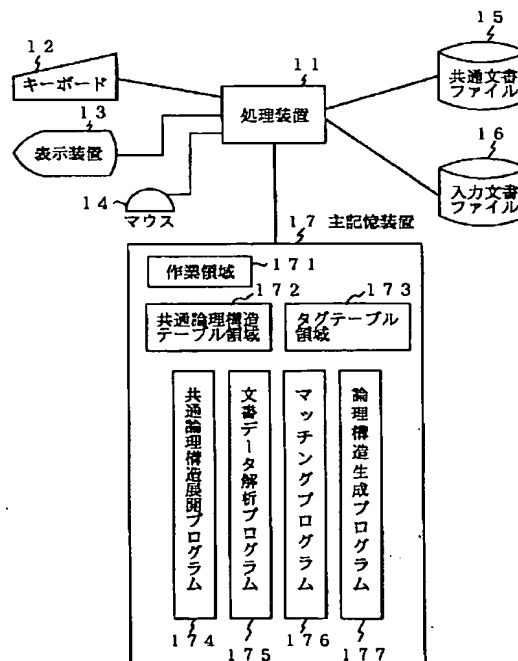 12
キーボード
13
表示装置
14
マウス
11
処理装置
15
共通文書
ファイル
16
入力文書
ファイル
17 主記憶装置
作業領域
171
172
共通論理構造
テーブル領域
173
タグテーブル
領域
共通論理構造展開プログラム
文書データ解析プログラム
マッチングプログラム
論理構造生成プログラム
174
175
176
177